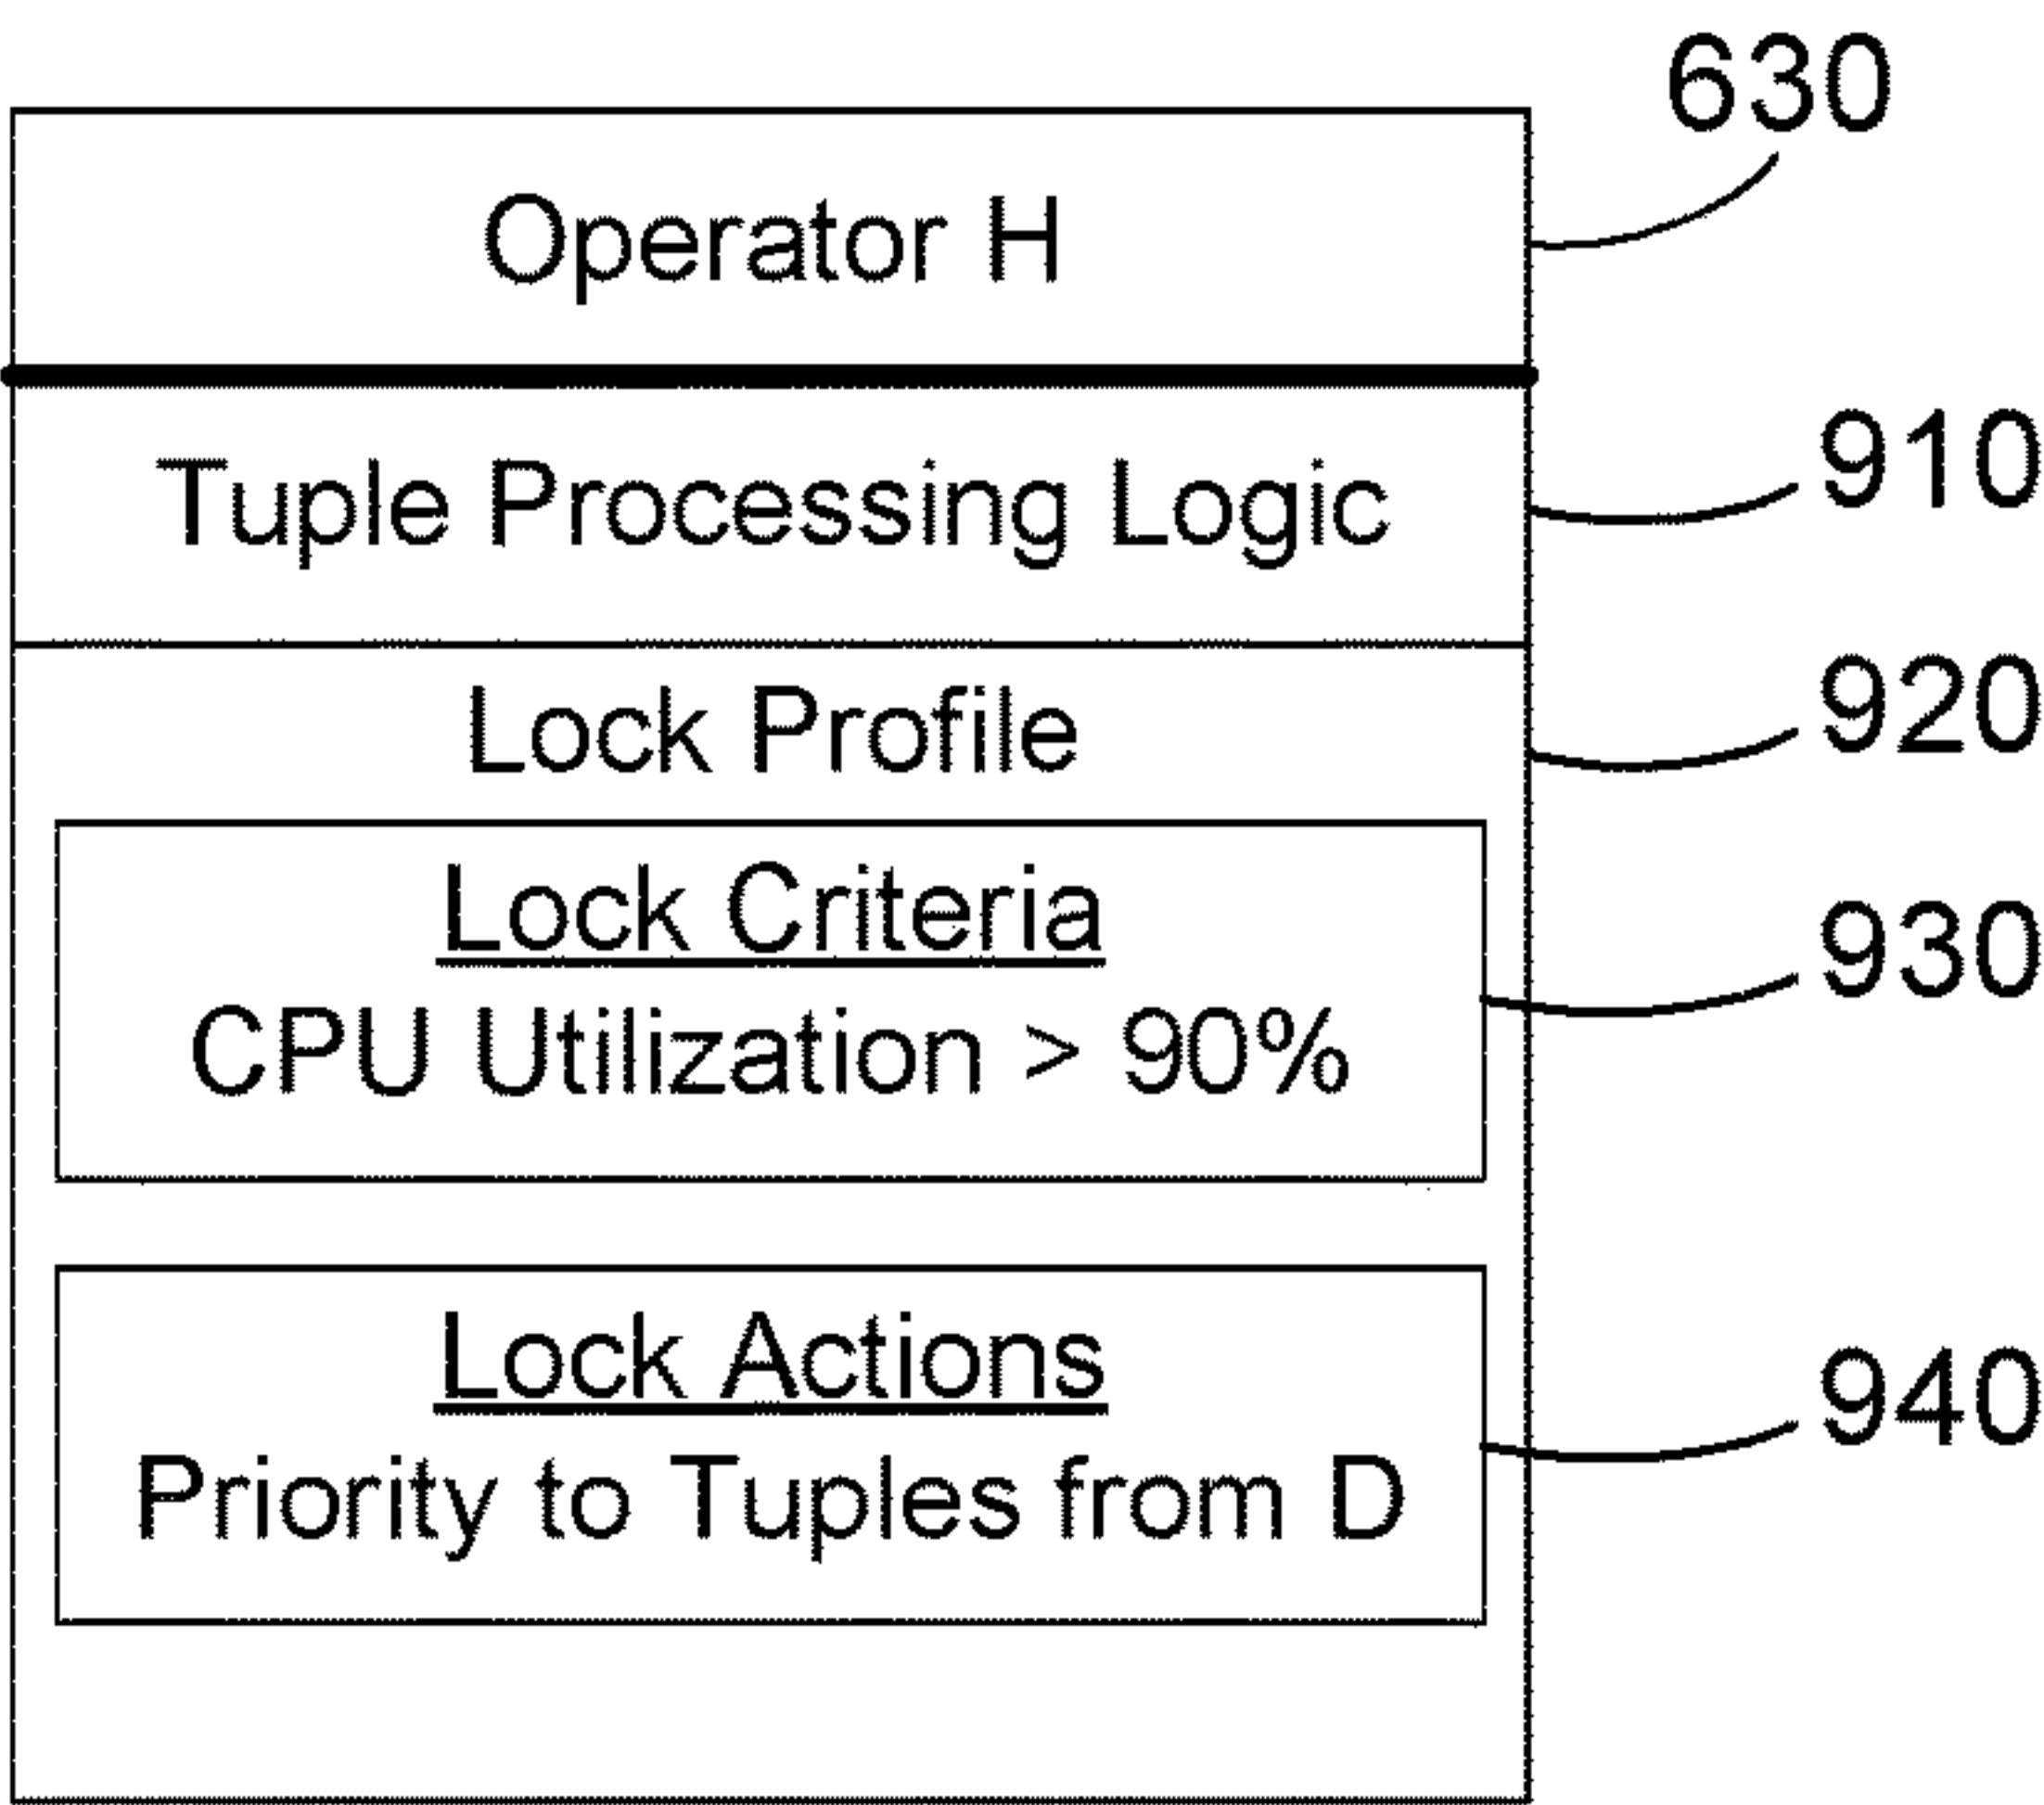 630
Operator H
910
Tuple Processing Logic
920
Lock Profile
930
Lock Criteria
CPU Utilization > 90%
940
Lock Actions
Priority to Tuples from D